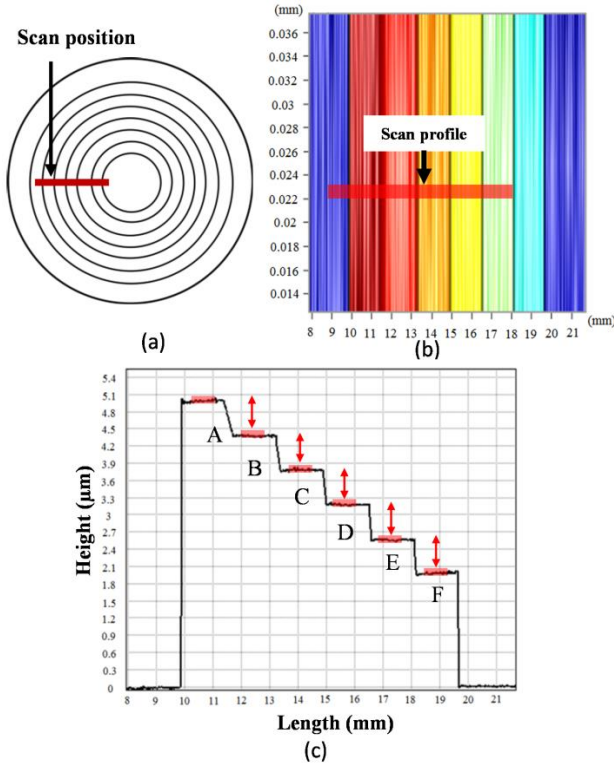 Scan position
(a)
(mm)
0.036
0.034
0.032
0.03
0.028
0.026
0.024
0.022
0.02
0.018
0.016
0.014
Scan profile
8 9 10 11 12 13 14 15 16 17 18 19 20 21
(mm)
(b)
Height (μm)
5.4
5.1
4.8
4.5
4.2
3.9
3.6
3.3
3.3
2.7
2.4
2.1
1.8
1.5
1.2
0.9
0.6
0.3
0
A
B
C
D
E
F
8 9 10 11 12 13 14 15 16 17 18 19 20 21
Length (mm)
(c)